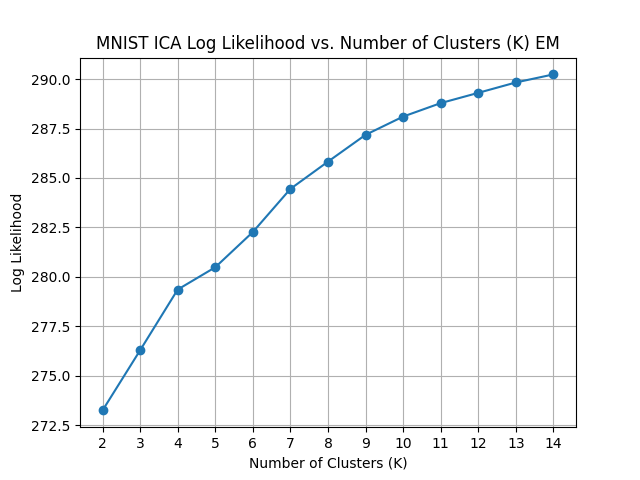 MNIST ICA Log Likelihood vs. Number of Clusters (K) EM
Log Likelihood
290.0
287.5
285.0
282.5
280.0
277.5
275.0
272.5
2 3 4 5 6 7 8 9 10 11 12 13 14
Number of Clusters (K)